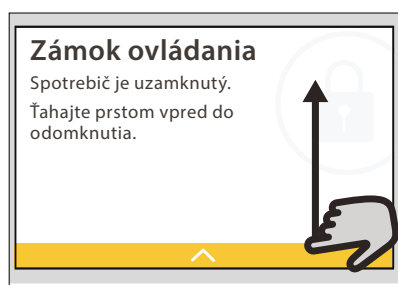 Zámok ovládania
Spotrebič je uzamknutý.
Ťahajte prstom vpred do
odomknutia.